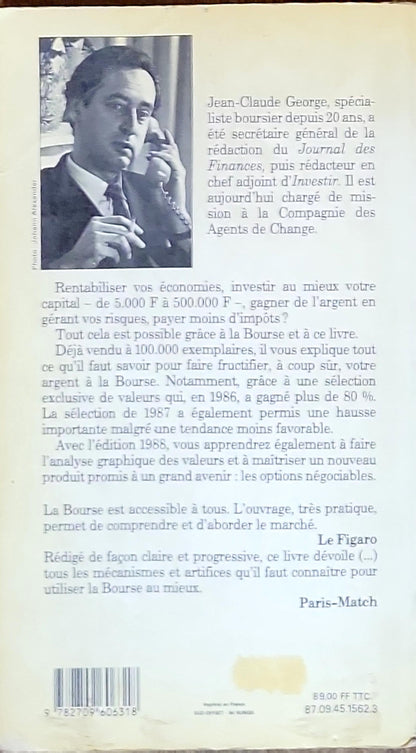 Photo : Johann Alexander
Jean-Claude George, spécia-
liste boursier depuis 20 ans, a
été secrétaire général de la
rédaction du Journal des
Finances, puis rédacteur en
chef adjoint d'Investir. Il est
aujourd'hui chargé de mis-
sion à la Compagnie des
Agents de Change.
Rentabiliser vos économies, investir au mieux votre
capital – de 5.000 F à 500.000 F –, gagner de l'argent en
gérant vos risques, payer moins d'impôts ?
Tout cela est possible grâce à la Bourse et à ce livre.
Déjà vendu à 100.000 exemplaires, il vous explique tout
ce qu'il faut savoir pour faire fructifier, à coup sûr, votre
argent à la Bourse. Notamment, grâce à une sélection
exclusive de valeurs qui, en 1986, a gagné plus de 80 %.
La sélection de 1987 a également permis une hausse
importante malgré une tendance moins favorable.
Avec l'édition 1988, vous apprendrez également à faire
l'analyse graphique des valeurs et à maîtriser un nouveau
produit promis à un grand avenir : les options négociables.
La Bourse est accessible à tous. L'ouvrage, très pratique,
permet de comprendre et d'aborder le marché.
Le Figaro
Rédigé de façon claire et progressive, ce livre dévoile (...)
tous les mécanismes et artifices qu'il faut connaître pour
utiliser la Bourse au mieux.
Paris-Match
9 782709 606318
Imprimé en France
89.00 FF TTC.
87.09.45.1562.3